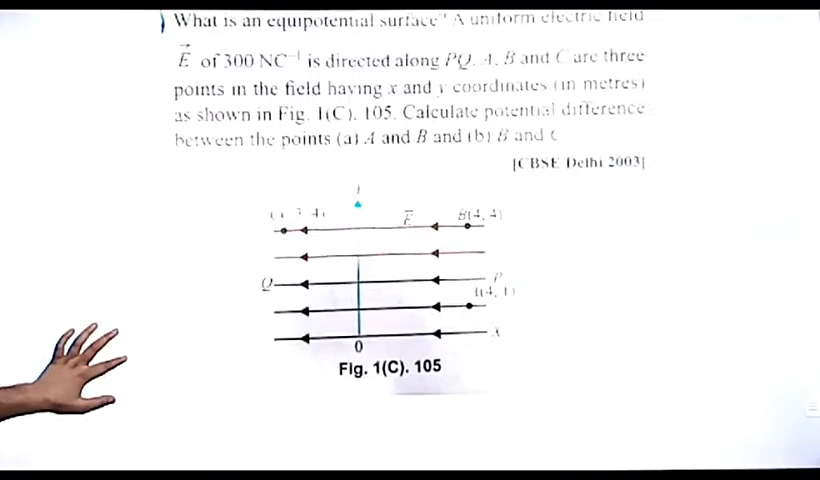 What is an equipotential surface? A uniform electric field
E of 300 NC⁻¹ is directed along PQ. A, B and C are three
points in the field having x and y coordinates (in metres)
as shown in Fig. 1(C). 105. Calculate potential difference
between the points (a) A and B and (b) B and C
[CBSE Delhi 2003]
E B(4, 4)
Q P
(4, 1)
0
Fig. 1(C). 105